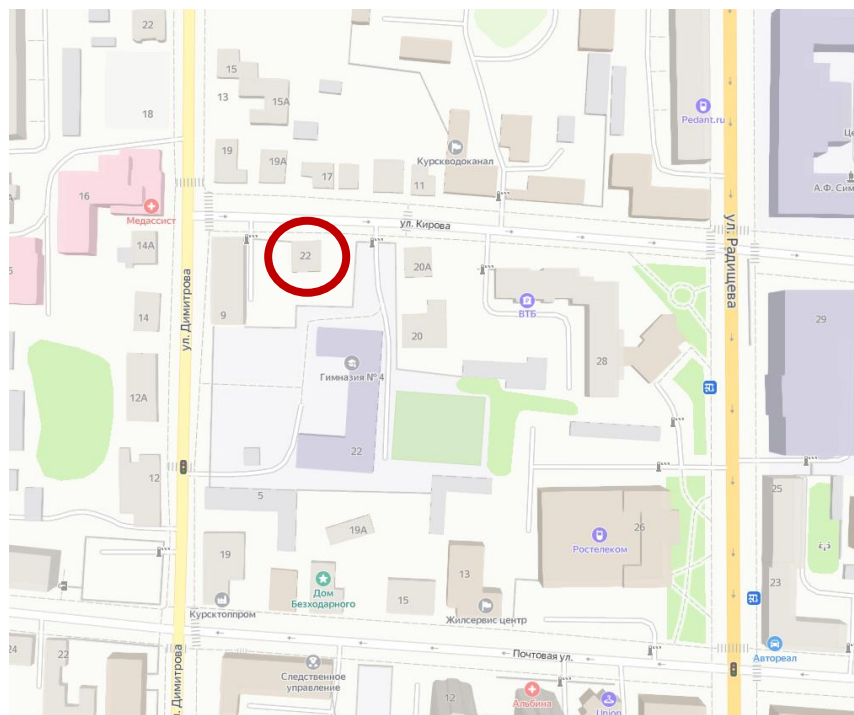 22
15
13
15А
18
Pedant.ru
19
19А
17
Курскводоканал
11
А.Ф. Сим
16
Медассист
ул. Кирова
14А
22
20А
ул. Димитрова
ул. Радищева
14
9
ВТБ
20
29
28
Гимназия № 4
12А
22
12
5
25
19А
26
Ростелеком
19
13
23
Дом
Безходарного
15
Курсктоппром
Жилсервис центр
24
22
Почтовая ул.
Автореал
Следственное
управление
12
Альбина
Union